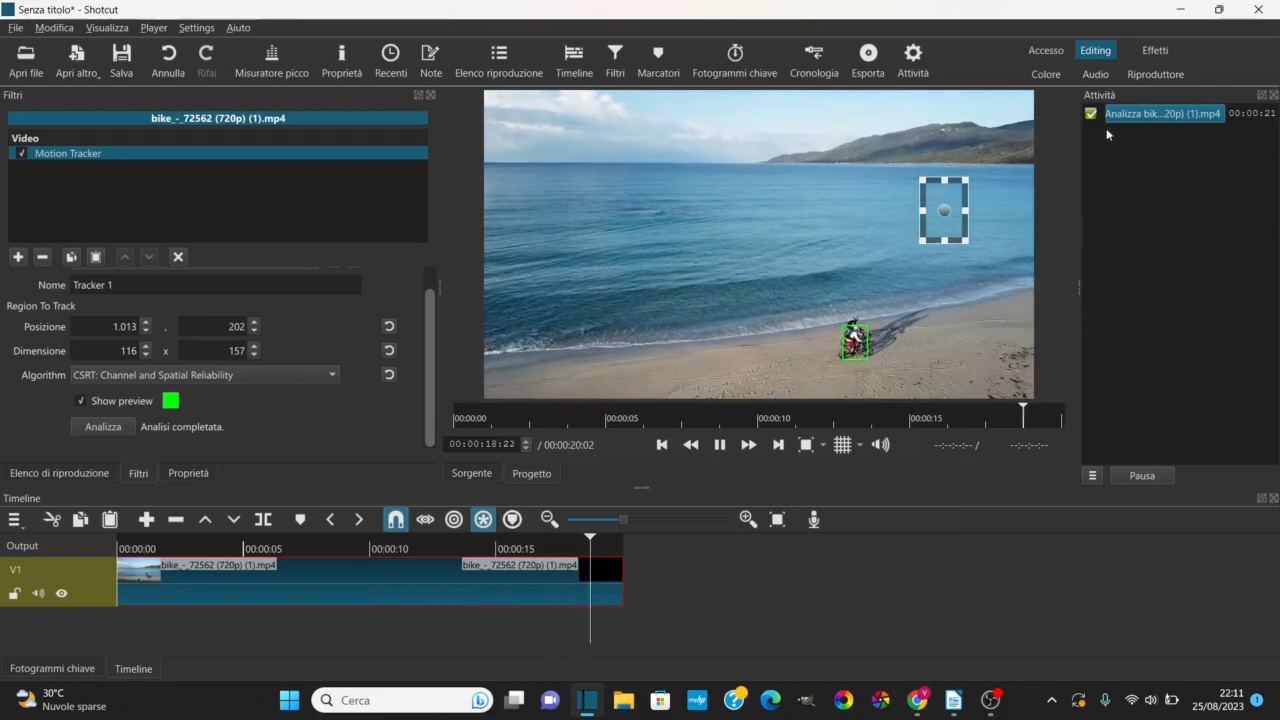 Senza titolo* - Shotcut
File Modifica Visualizza Player Settings Aiuto
Apri file Apri altro Salva Annulla Rifai Misuratore picco Proprietà Recenti Note Elenco riproduzione Timeline Filtri Marcatori Fotogrammi chiave Cronologia Esporta Attività
Accesso Editing Effetti
Colore Audio Riproduttore
Filtri
bike_-_72562 (720p) (1).mp4
Video
Motion Tracker
Nome Tracker 1
Region To Track
Posizione 1.013 , 202
Dimensione 116 x 157
Algorithm CSRT: Channel and Spatial Reliability
Show preview
Analizza Analisi completata.
Elenco di riproduzione Filtri Proprietà
00:00:00 00:00:05 00:00:10 00:00:15
00:00:18:22 / 00:00:20:02 --:--:--:-- / --:--:--:--
Sorgente Progetto
Attività
Analizza bik...20p) (1).mp4 00:00:21
Pausa
Timeline
Output 00:00:00 00:00:05 00:00:10 00:00:15
V1 bike_-_72562 (720p) (1).mp4 bike_-_72562 (720p) (1).mp4
Fotogrammi chiave Timeline
30°C
Nuvole sparse
Cerca
22:11
25/08/2023
1